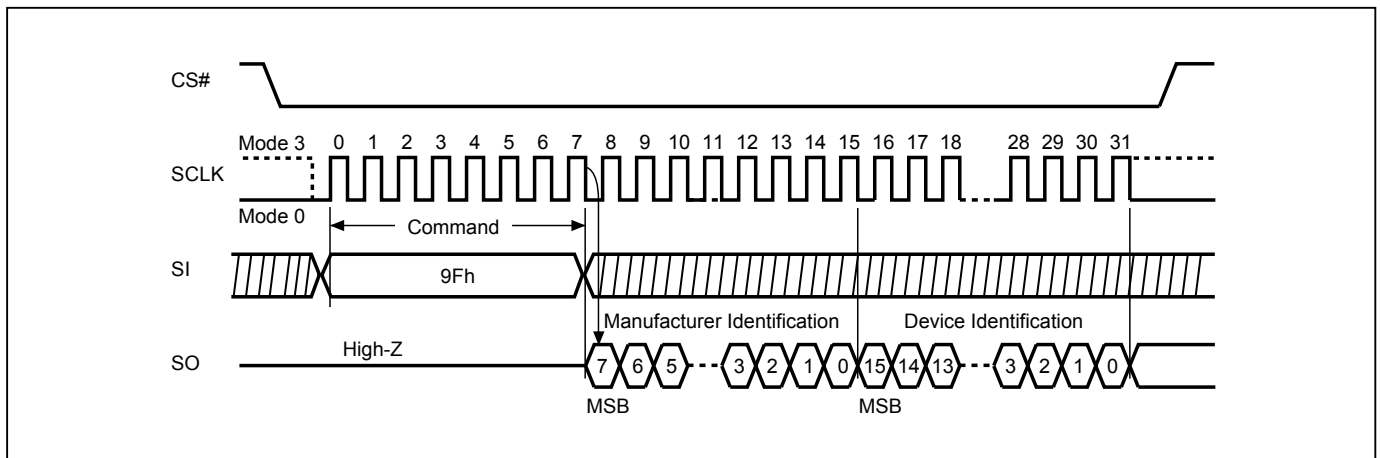 CS#
Mode 3 0 1 2 3 4 5 6 7 8 9 10 11 12 13 14 15 16 17 18 28 29 30 31
SCLK
Mode 0
Command
SI 9Fh
Manufacturer Identification Device Identification
High-Z
SO 7 6 5 3 2 1 0 15 14 13 3 2 1 0
MSB MSB